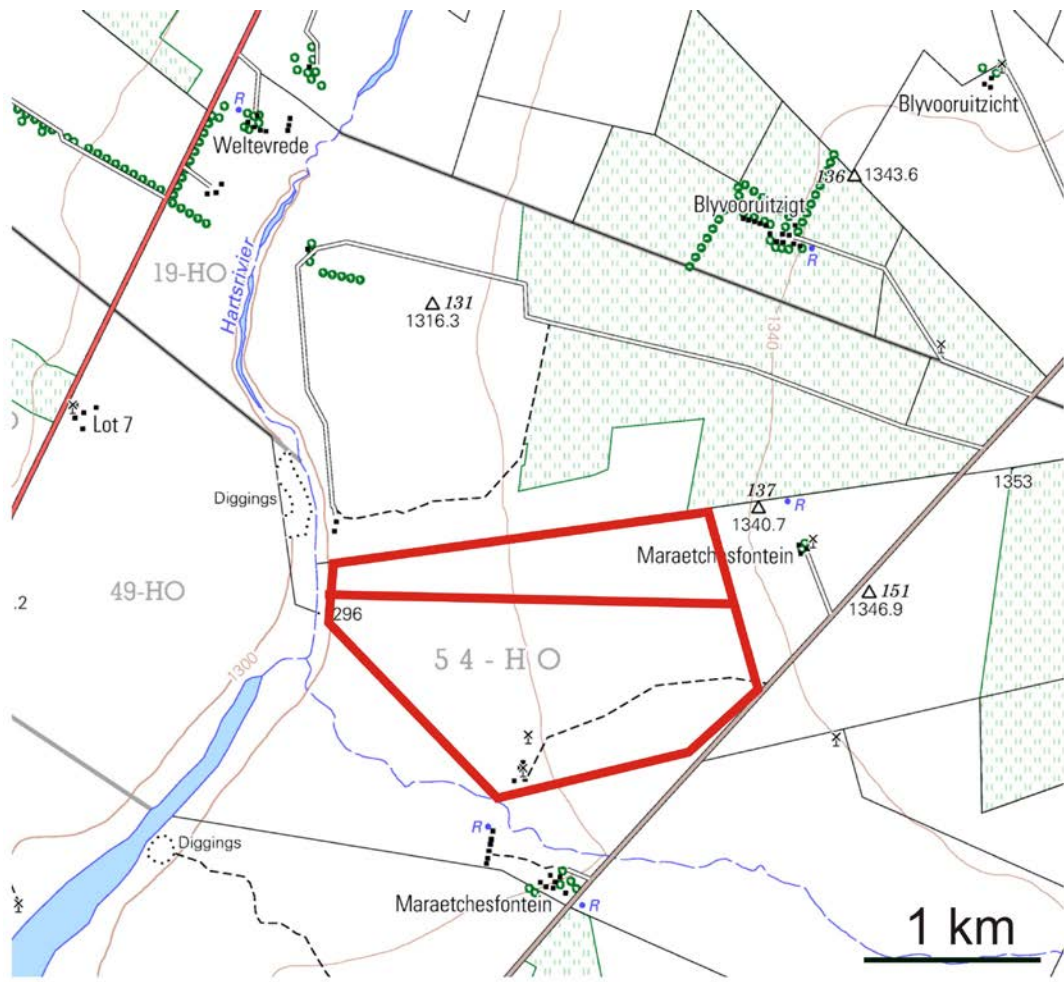 Blyvooruitzicht
R
Weltevrede
136 1343.6
Blyvooruitzigt
R
19-HO
Hartsrivier
131
1316.3
1340
Lot 7
1353
Diggings
137
R
1340.7
Maraetchesfontein
49-HO
151
1346.9
.2
296
54-HO
1300
R
Diggings
Maraetchesfontein
R
1 km